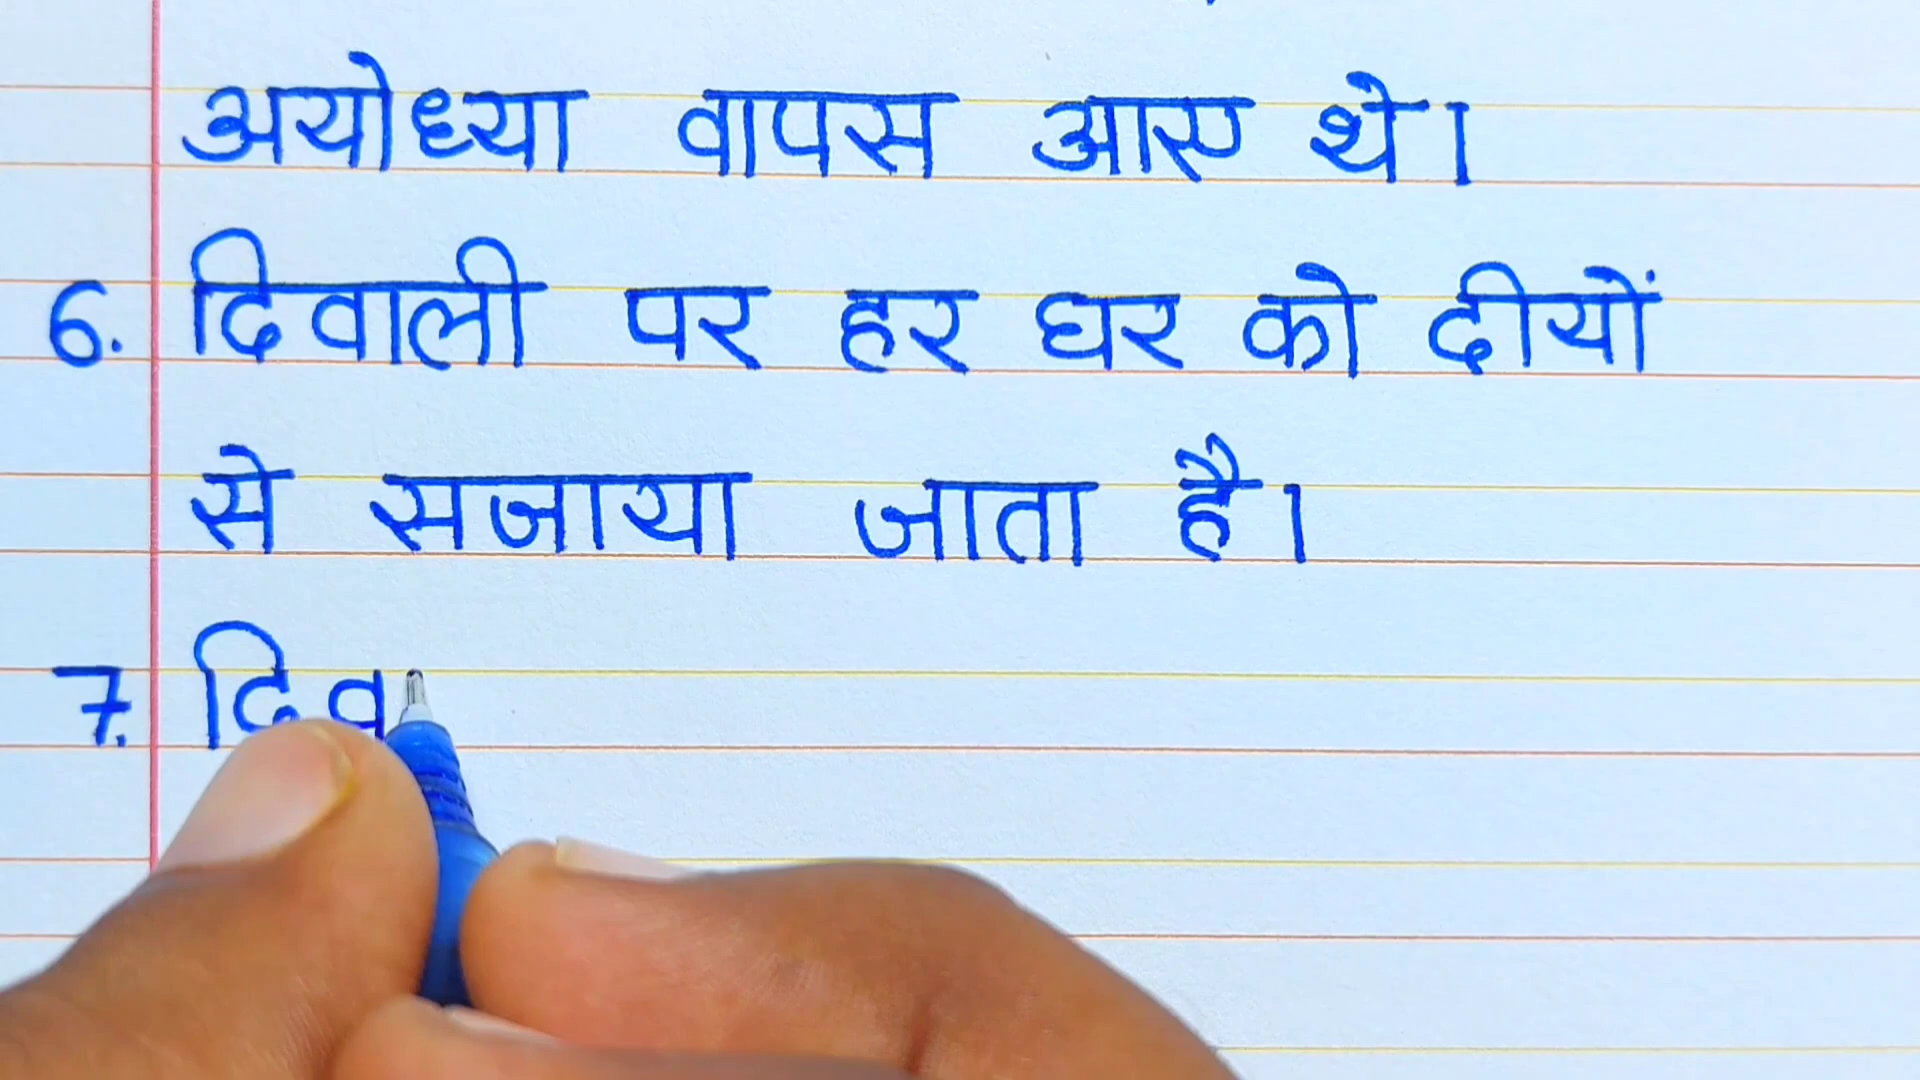 अयोध्या वापस आए थे।
6. दिवाली पर हर घर को दीयों
से सजाया जाता है।
7. दिव